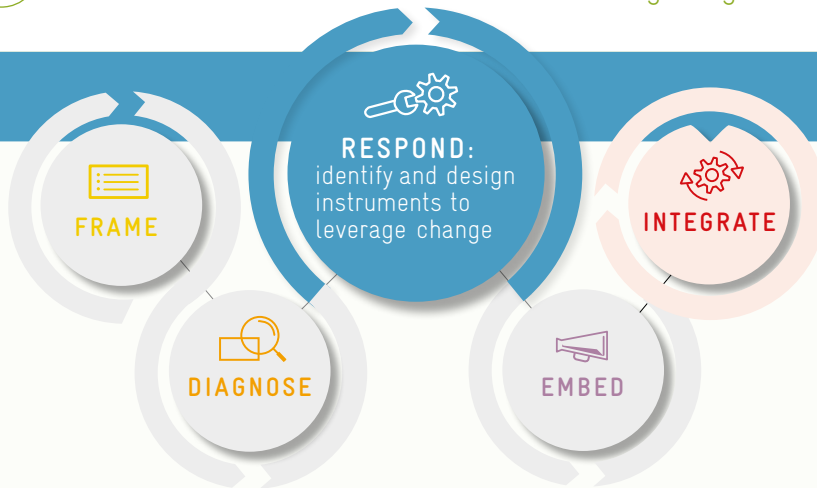 FRAME
DIAGNOSE
RESPOND:
identify and design
instruments to
leverage change
EMBED
INTEGRATE